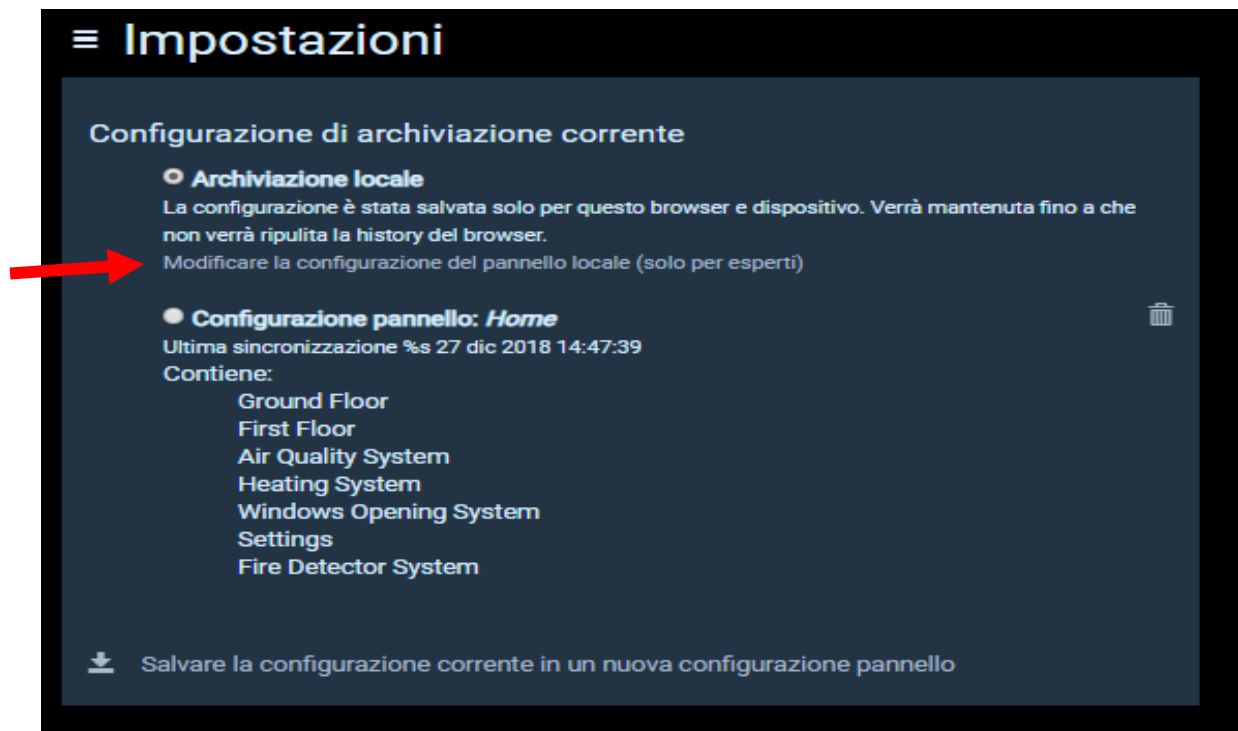 ≡ Impostazioni
Configurazione di archiviazione corrente
Archiviazione locale
La configurazione è stata salvata solo per questo browser e dispositivo. Verrà mantenuta fino a che
non verrà ripulita la history del browser.
Modificare la configurazione del pannello locale (solo per esperti)
Configurazione pannello: Home
Ultima sincronizzazione %s 27 dic 2018 14:47:39
Contiene:
Ground Floor
First Floor
Air Quality System
Heating System
Windows Opening System
Settings
Fire Detector System
Salvare la configurazione corrente in un nuova configurazione pannello